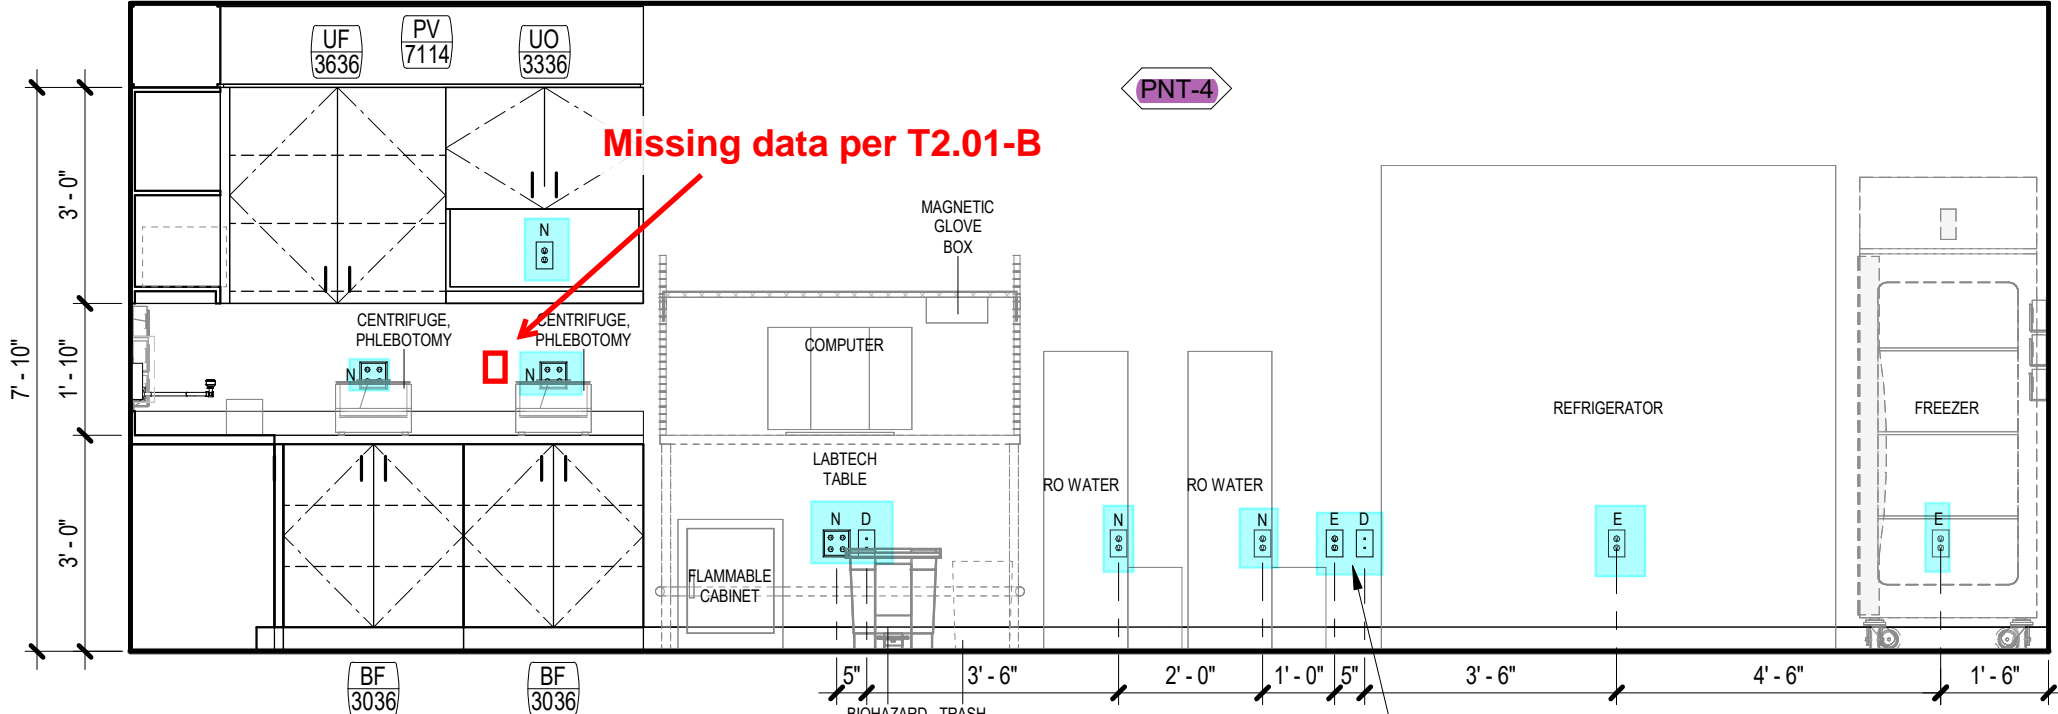 UF
3636
PV
7114
UO
3336
PNT-4
Missing data per T2.01-B
3' - 0"
7' - 10"
1' - 10"
3' - 0"
N
MAGNETIC
GLOVE
BOX
CENTRIFUGE,
PHLEBOTOMY
CENTRIFUGE,
PHLEBOTOMY
N
N
COMPUTER
REFRIGERATOR
FREEZER
LABTECH
TABLE
RO WATER
RO WATER
N D
N
N
E D
E
E
FLAMMABLE
CABINET
BF
3036
BF
3036
5"
3' - 6"
2' - 0"
1' - 0"
5"
3' - 6"
4' - 6"
1' - 6"
BIOHAZARD TRASH